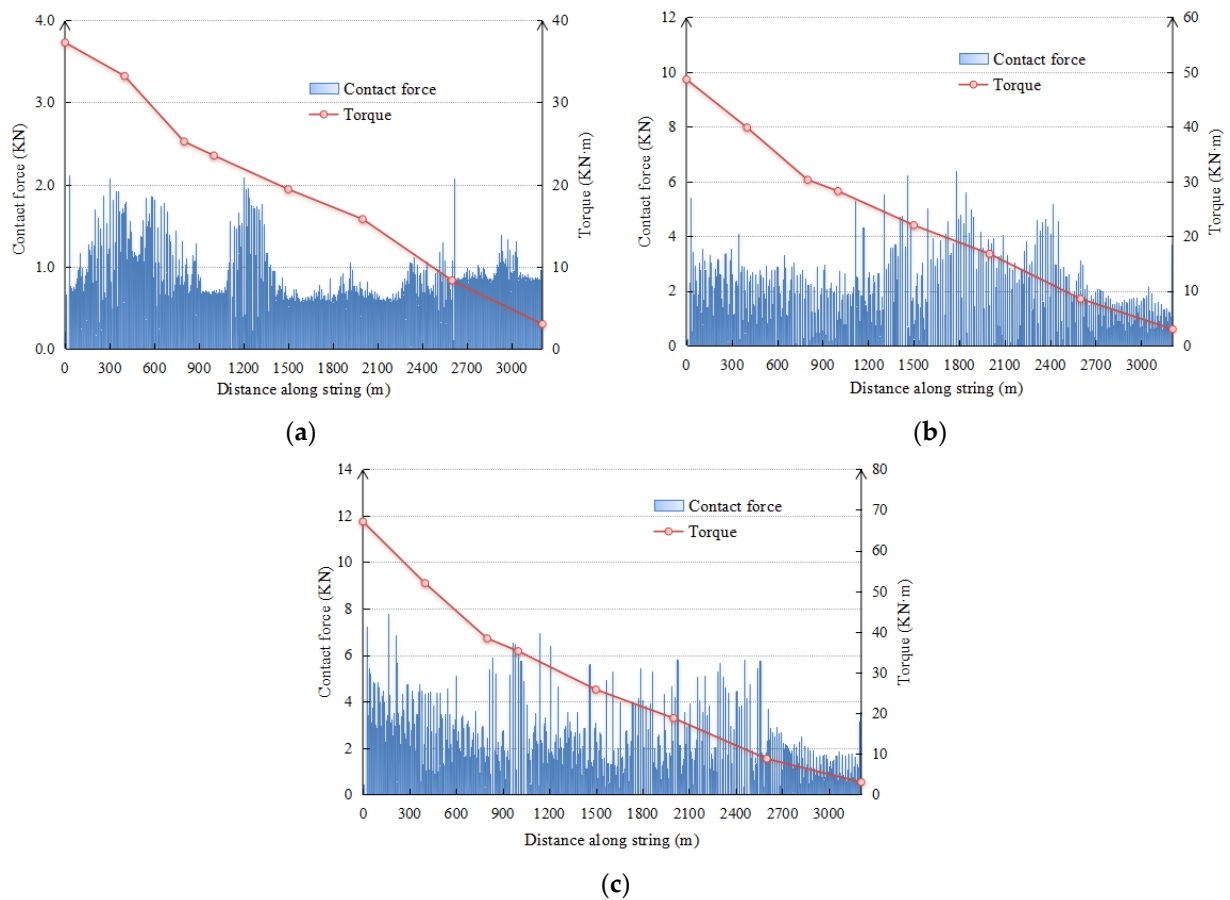 4.0
3.0
2.0
1.0
0.0
Contact force (KN)
Contact force
Torque
40
30
20
10
0
Torque (KN·m)
0 300 600 900 1200 1500 1800 2100 2400 2700 3000
Distance along string (m)
(a)
12
10
8
6
4
2
0
Contact force (KN)
Contact force
Torque
60
50
40
30
20
10
0
Torque (KN·m)
0 300 600 900 1200 1500 1800 2100 2400 2700 3000
Distance along string (m)
(b)
14
12
10
8
6
4
2
0
Contact force (KN)
Contact force
Torque
80
70
60
50
40
30
20
10
0
Torque (KN·m)
0 300 600 900 1200 1500 1800 2100 2400 2700 3000
Distance along string (m)
(c)